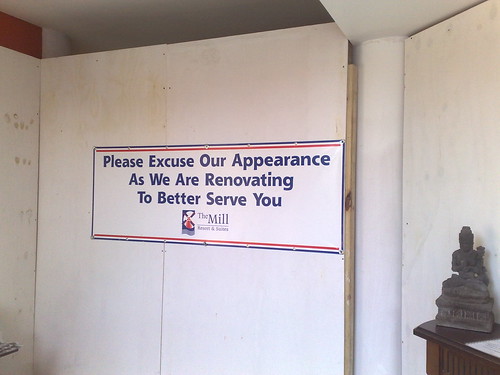 Please Excuse Our Appearance
As We Are Renovating
To Better Serve You
The Mill
Resort & Suites